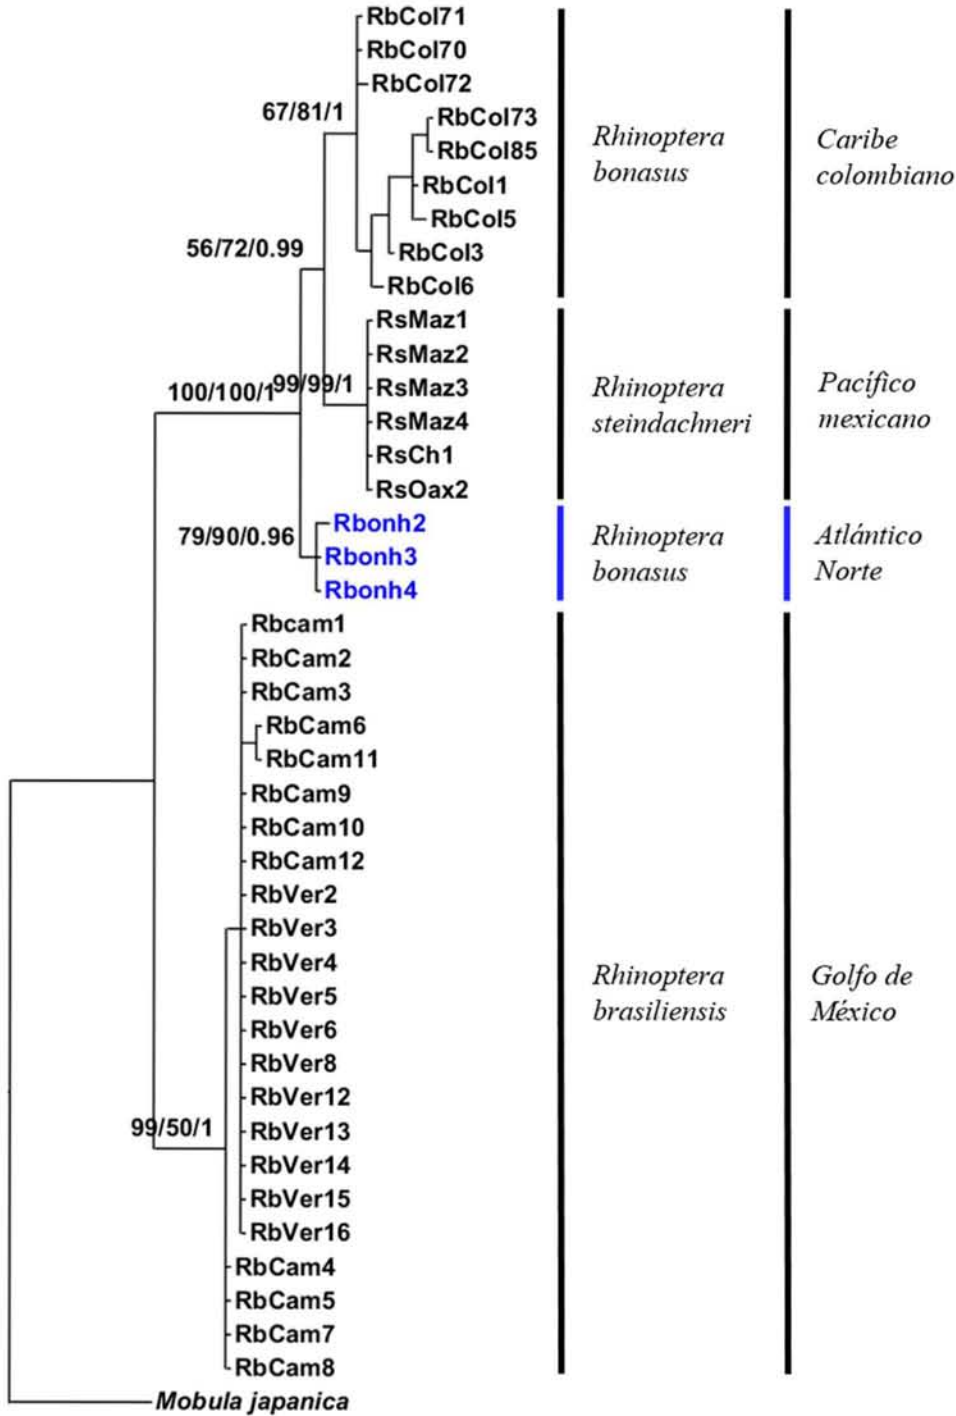 RbCol71
RbCol70
RbCol72
67/81/1
RbCol73
RbCol85
RbCol1
RbCol5
RbCol3
RbCol6
Rhinoptera
bonasus
Caribe
colombiano
56/72/0.99
RsMaz1
RsMaz2
RsMaz3
RsMaz4
RsCh1
RsOax2
99/99/1
100/100/1
Rhinoptera
steindachneri
Pacífico
mexicano
Rbonh2
Rbonh3
Rbonh4
79/90/0.96
Rhinoptera
bonasus
Atlántico
Norte
Rbcam1
RbCam2
RbCam3
RbCam6
RbCam11
RbCam9
RbCam10
RbCam12
RbVer2
RbVer3
RbVer4
RbVer5
RbVer6
RbVer8
RbVer12
RbVer13
RbVer14
RbVer15
RbVer16
RbCam4
RbCam5
RbCam7
RbCam8
99/50/1
Rhinoptera
brasiliensis
Golfo de
México
Mobula japanica